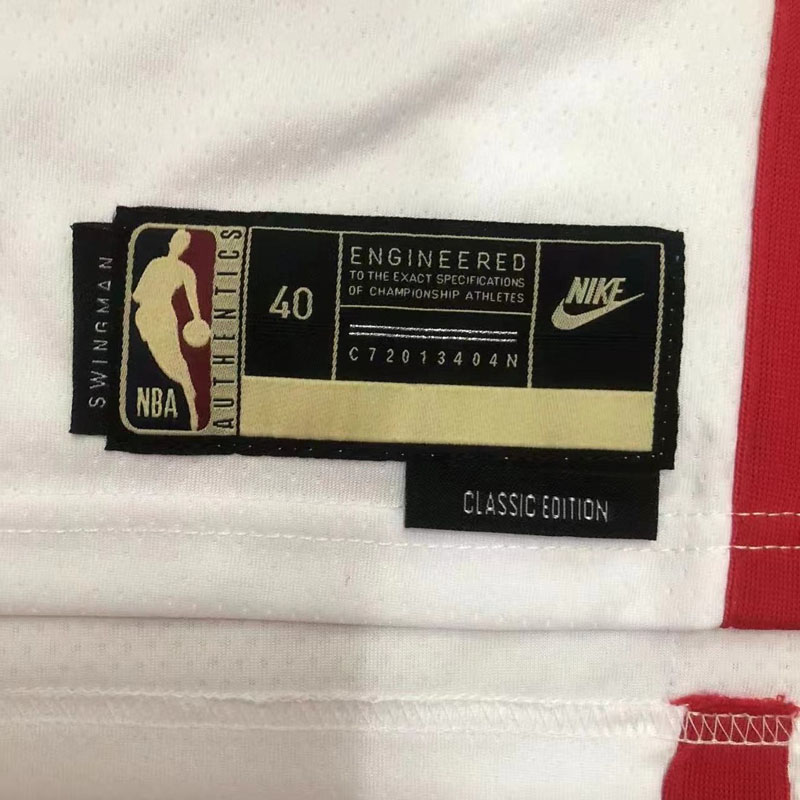 SWINGMAN
NBA
AUTHENTICS
40
ENGINEERED
TO THE EXACT SPECIFICATIONS
OF CHAMPIONSHIP ATHLETES
C72013404N
NIKE
CLASSIC EDITION